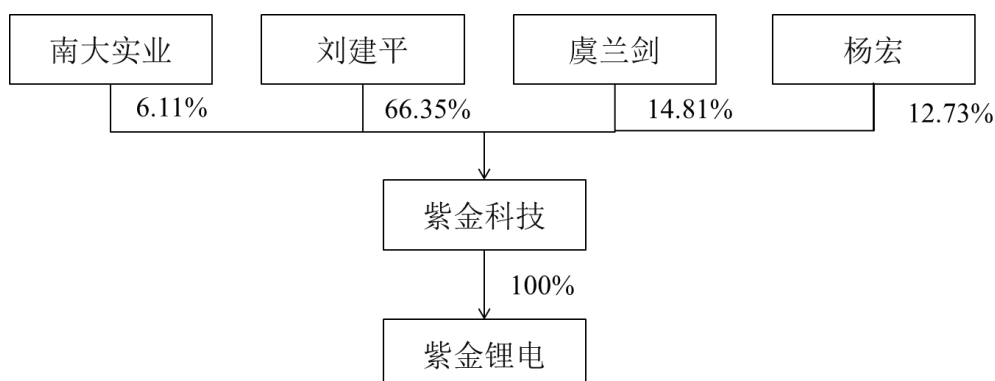 南大实业
刘建平
虞兰剑
杨宏
6.11%
66.35%
14.81%
12.73%
紫金科技
100%
紫金锂电